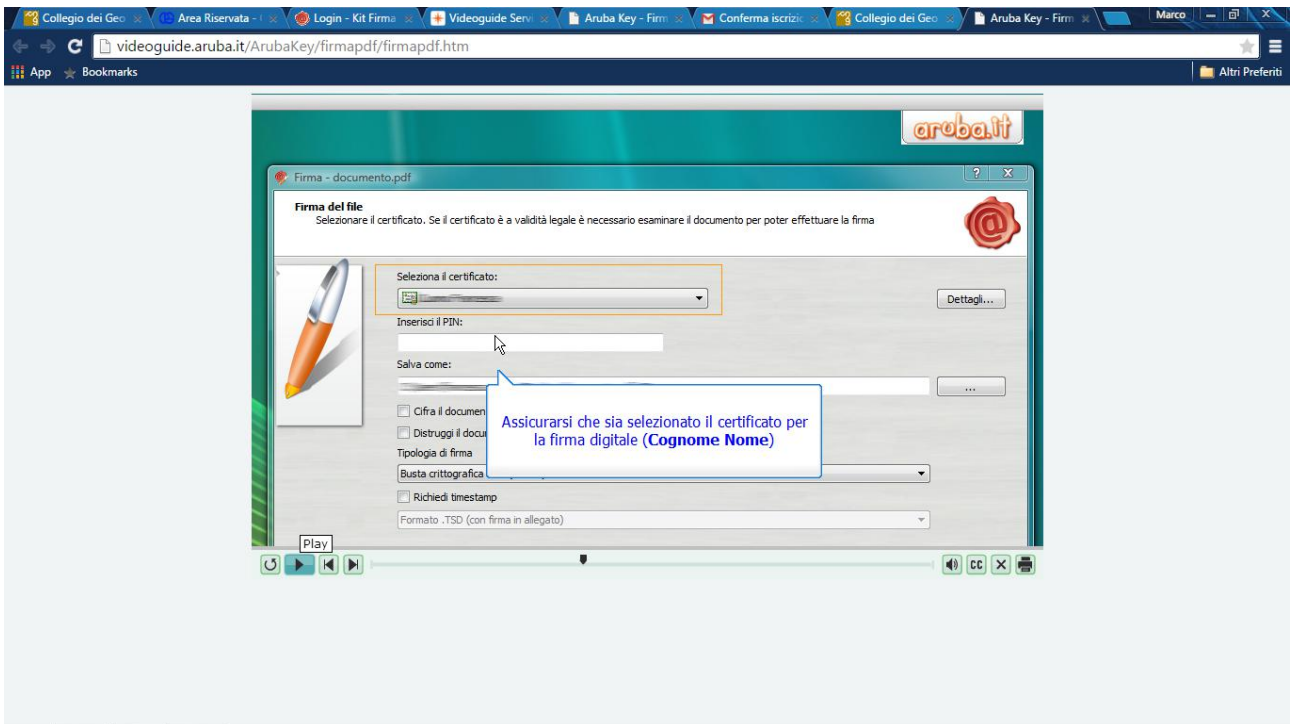 Collegio dei Geo
Area Riservata -
Login - Kit Firma
Videoguide Serv
Aruba Key - Firm
Conferma iscrizic
Collegio dei Geo
Aruba Key - Firm
Marco
videoguide.aruba.it/ArubaKey/firmapdf/firmapdf.htm
App
Bookmarks
Altri Preferiti
aruba.it
Firma - documento.pdf
Firma del file
Selezionare il certificato. Se il certificato è a validità legale è necessario esaminare il documento per poter effettuare la firma
Seleziona il certificato:
Dettagli...
Inserisci il PIN:
Salva come:
...
Cifra il documen
Distruggi il docu
Assicurarsi che sia selezionato il certificato per
la firma digitale (Cognome Nome)
Tipologia di firma
Busta crittografica
Richiedi timestamp
Formato .TSD (con firma in allegato)
Play
CC